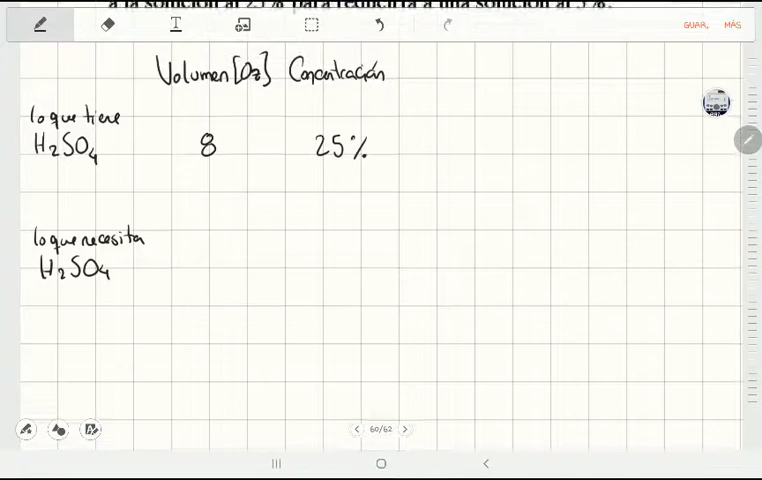 a la solución al 25% para reducirla a una solución al 5%.
GUAR. MÁS
Volumen [Oz] Concentración
lo que tiene
H₂SO₄ 8 25%
lo que necesita
H₂SO₄
60/62